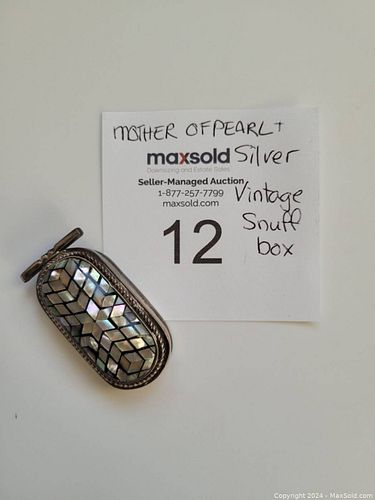 MOTHER OF PEARL +
maxsold Silver
Downsizing and Estate Sales
Seller-Managed Auction
1-877-257-7799
maxsold.com
Vintage
Snuff
box
12
Copyright © 2024 - MaxSold.com